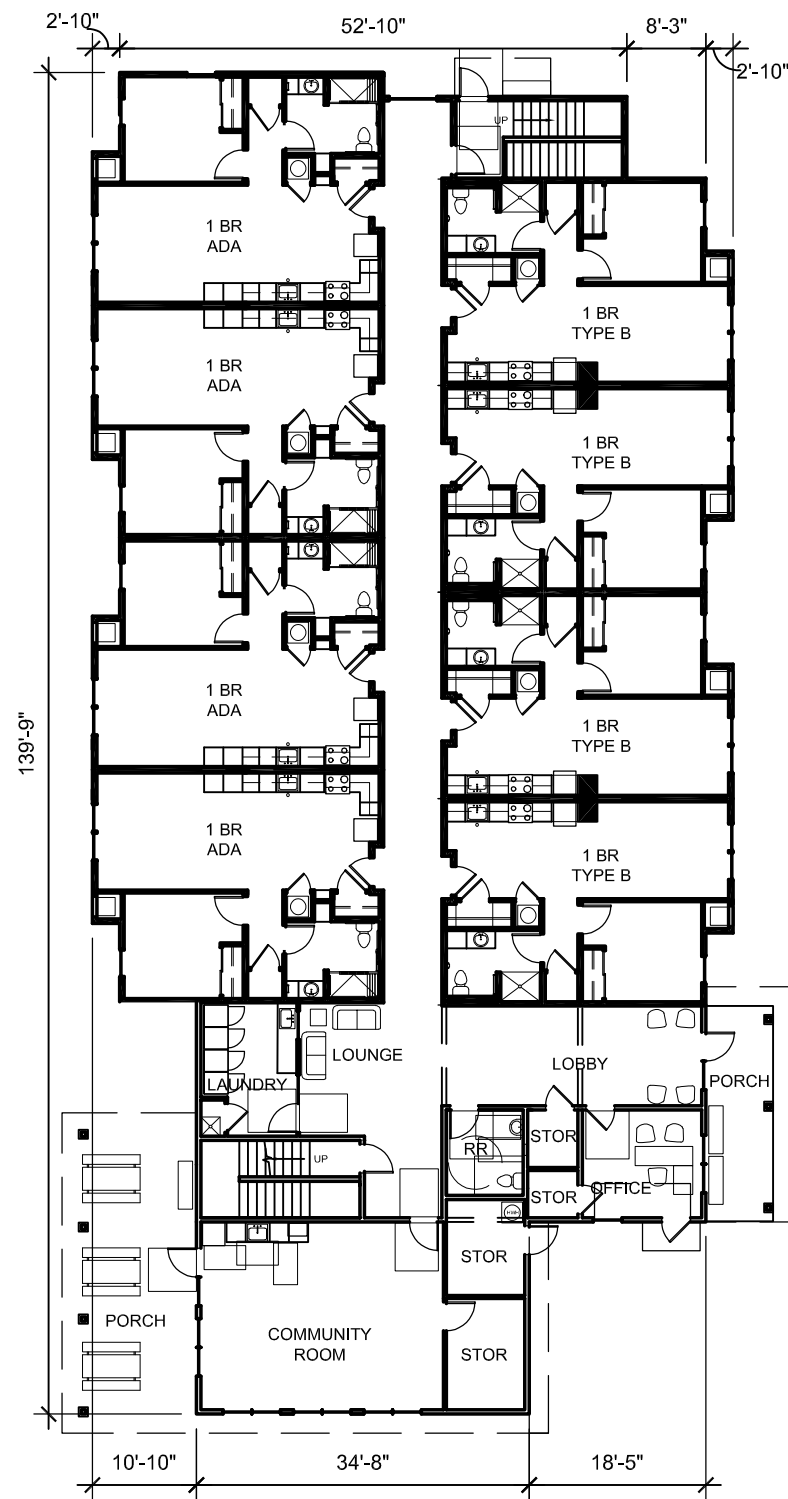 2'-10"
52'-10"
8'-3"
2'-10"
UP
1 BR
ADA
1 BR
TYPE B
1 BR
ADA
1 BR
TYPE B
1 BR
ADA
1 BR
TYPE B
139'-9"
1 BR
ADA
1 BR
TYPE B
LOUNGE
LOBBY
LAUNDRY
PORCH
RR
STOR
UP
STOR
OFFICE
STOR
PORCH
COMMUNITY
ROOM
STOR
10'-10"
34'-8"
18'-5"